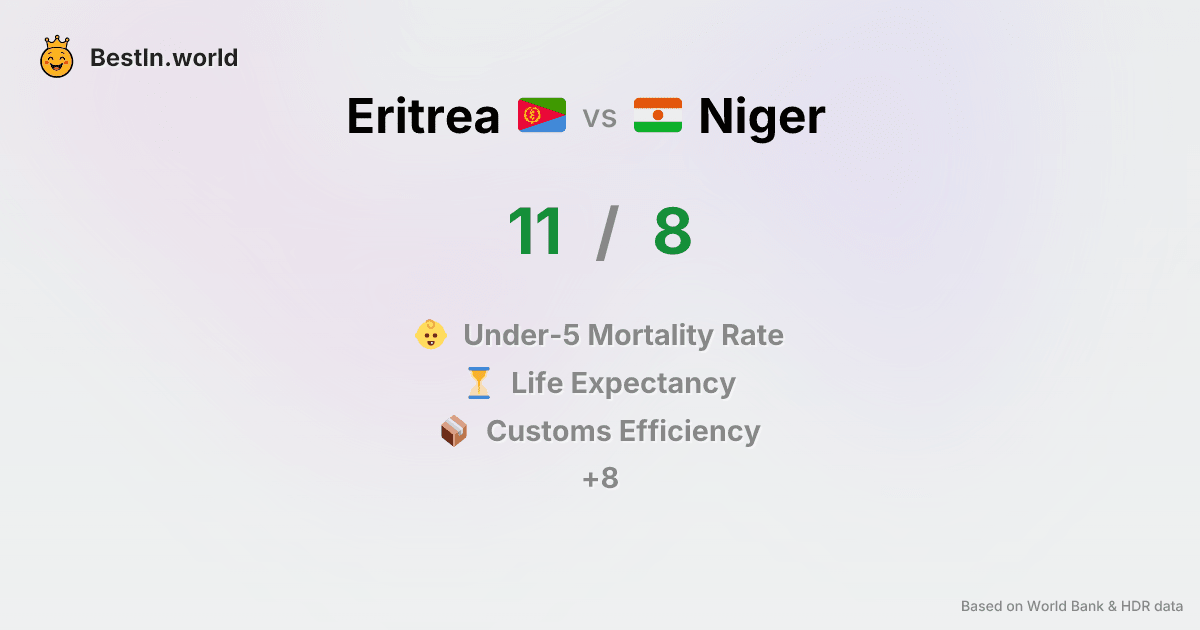 BestIn.world
Eritrea vs Niger
11 / 8
Under-5 Mortality Rate
Life Expectancy
Customs Efficiency
+8
Based on World Bank & HDR data